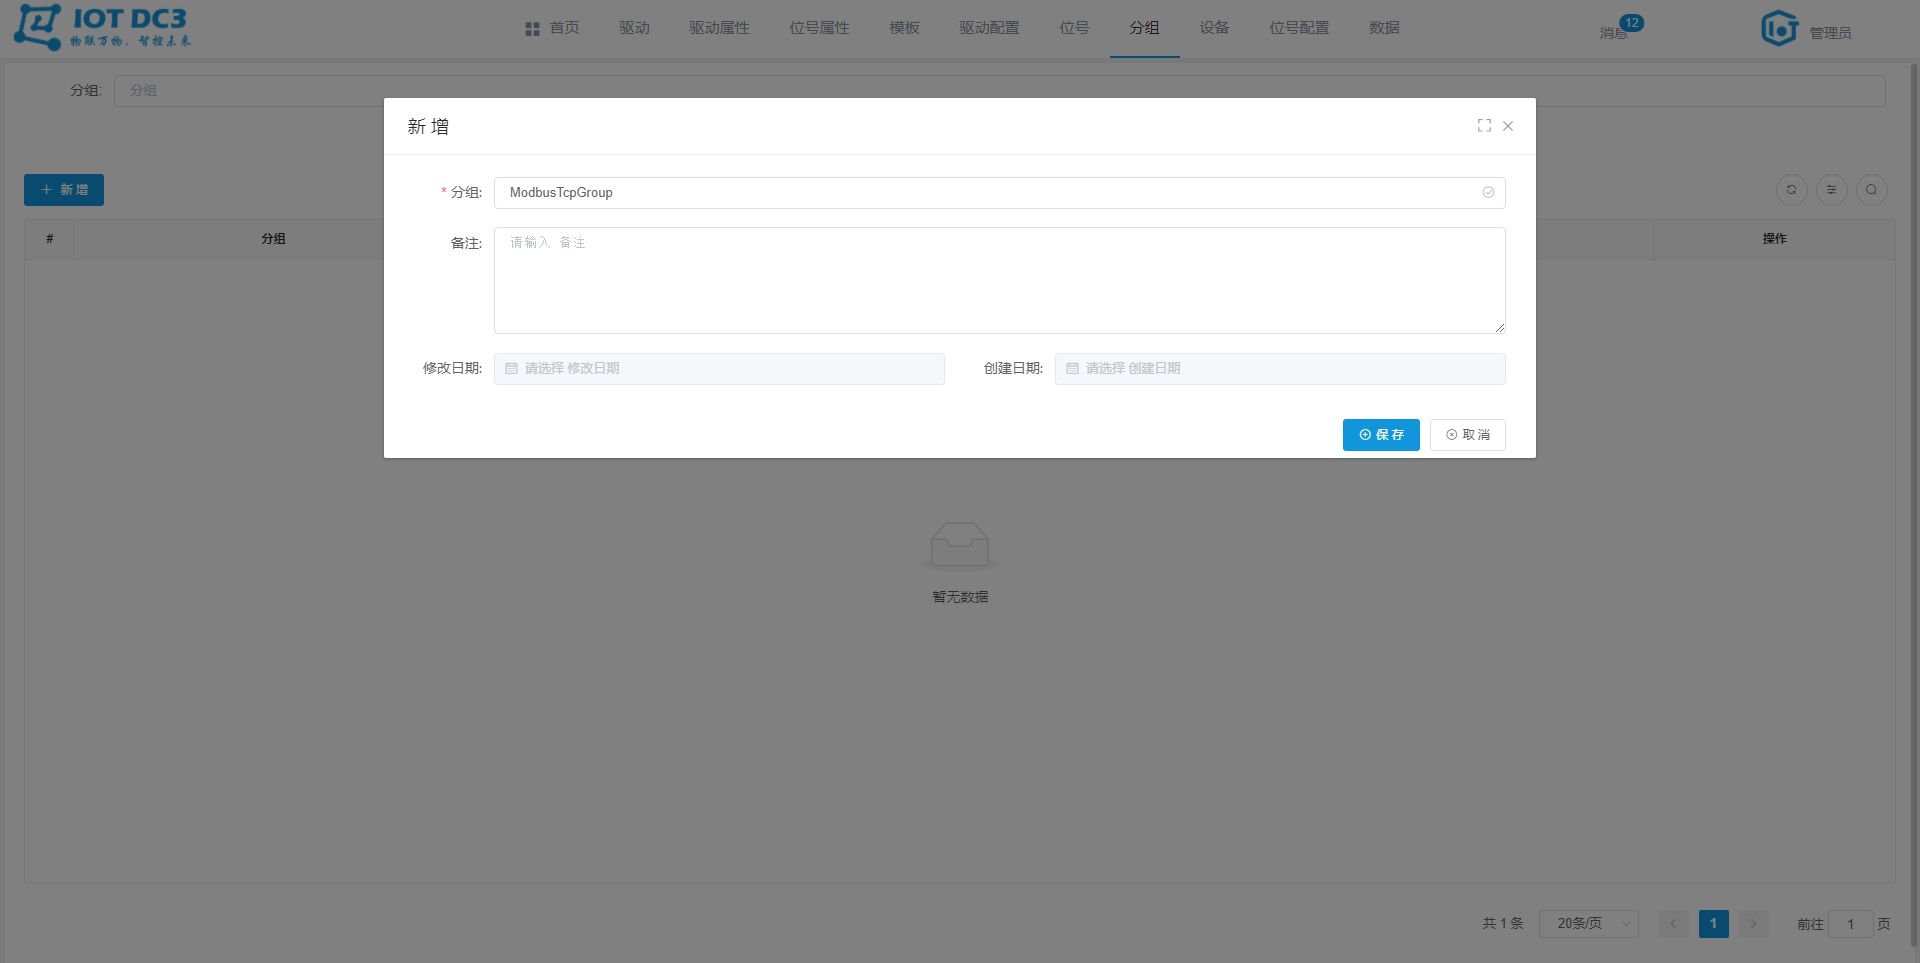 IOT DC3
物联万物，智控未来
首页
驱动
驱动属性
位号属性
模板
驱动配置
位号
分组
设备
位号配置
数据
消息
12
管理员
分组:
分组
新 增
* 分组:
ModbusTcpGroup
备注:
请输入 备注
修改日期:
请选择 修改日期
创建日期:
请选择 创建日期
保 存
取 消
新 增
#
分组
操作
暂无数据
共 1 条
20条/页
1
前往
1
页